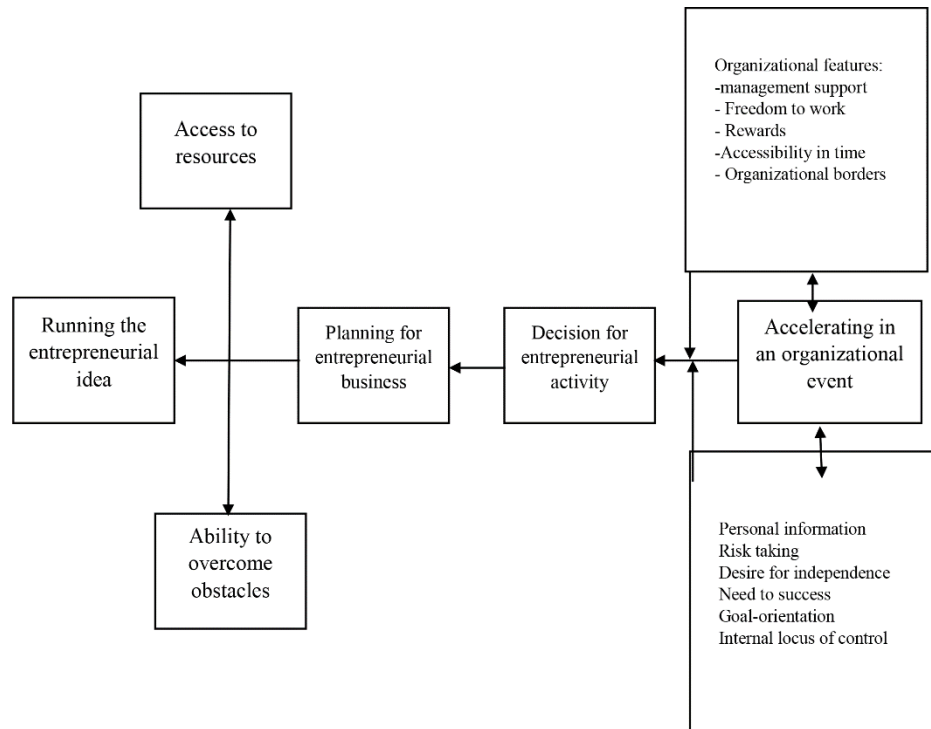 Organizational features:
-management support
- Freedom to work
- Rewards
-Accessibility in time
- Organizational borders
Access to
resources
Running the
entrepreneurial
idea
Planning for
entrepreneurial
business
Decision for
entrepreneurial
activity
Accelerating in
an organizational
event
Ability to
overcome
obstacles
Personal information
Risk taking
Desire for independence
Need to success
Goal-orientation
Internal locus of control